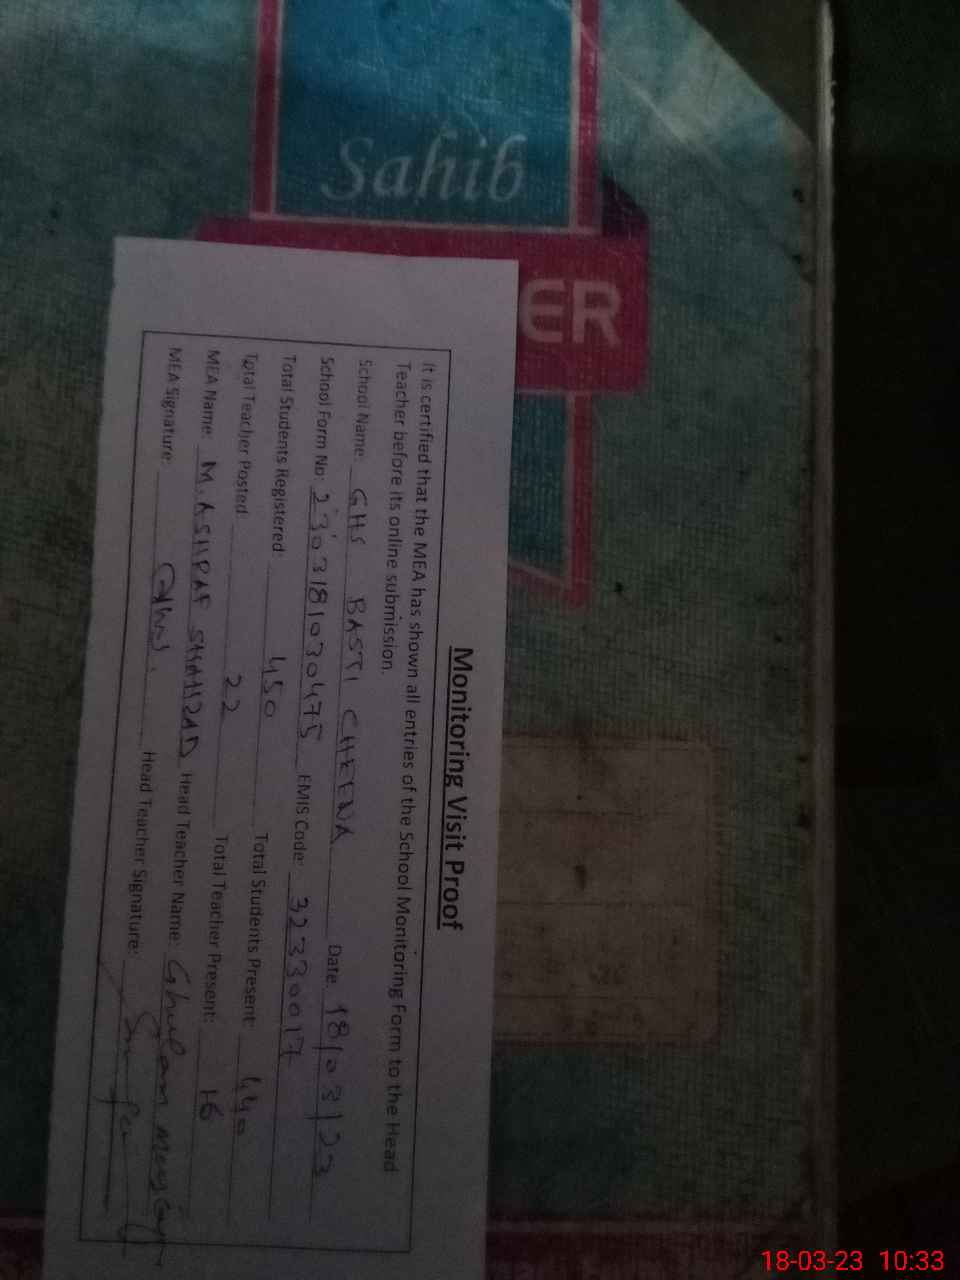 Sahib
ER
Monitoring Visit Proof
It is certified that the MEA has shown all entries of the School Monitoring Form to the Head
Teacher before its online submission.
School Name: GHS BASTI CHEENA Date: 18/03/23
School Form No: 230318/030475 EMIS Code: 32330017
Total Students Registered: 450 Total Students Present: 440
Total Teacher Posted: 22 Total Teacher Present: 16
MEA Name: M. ASHRAF SHAHZAD Head Teacher Name: Ghulam
MEA Signature: Head Teacher Signature:
18-03-23 10:33